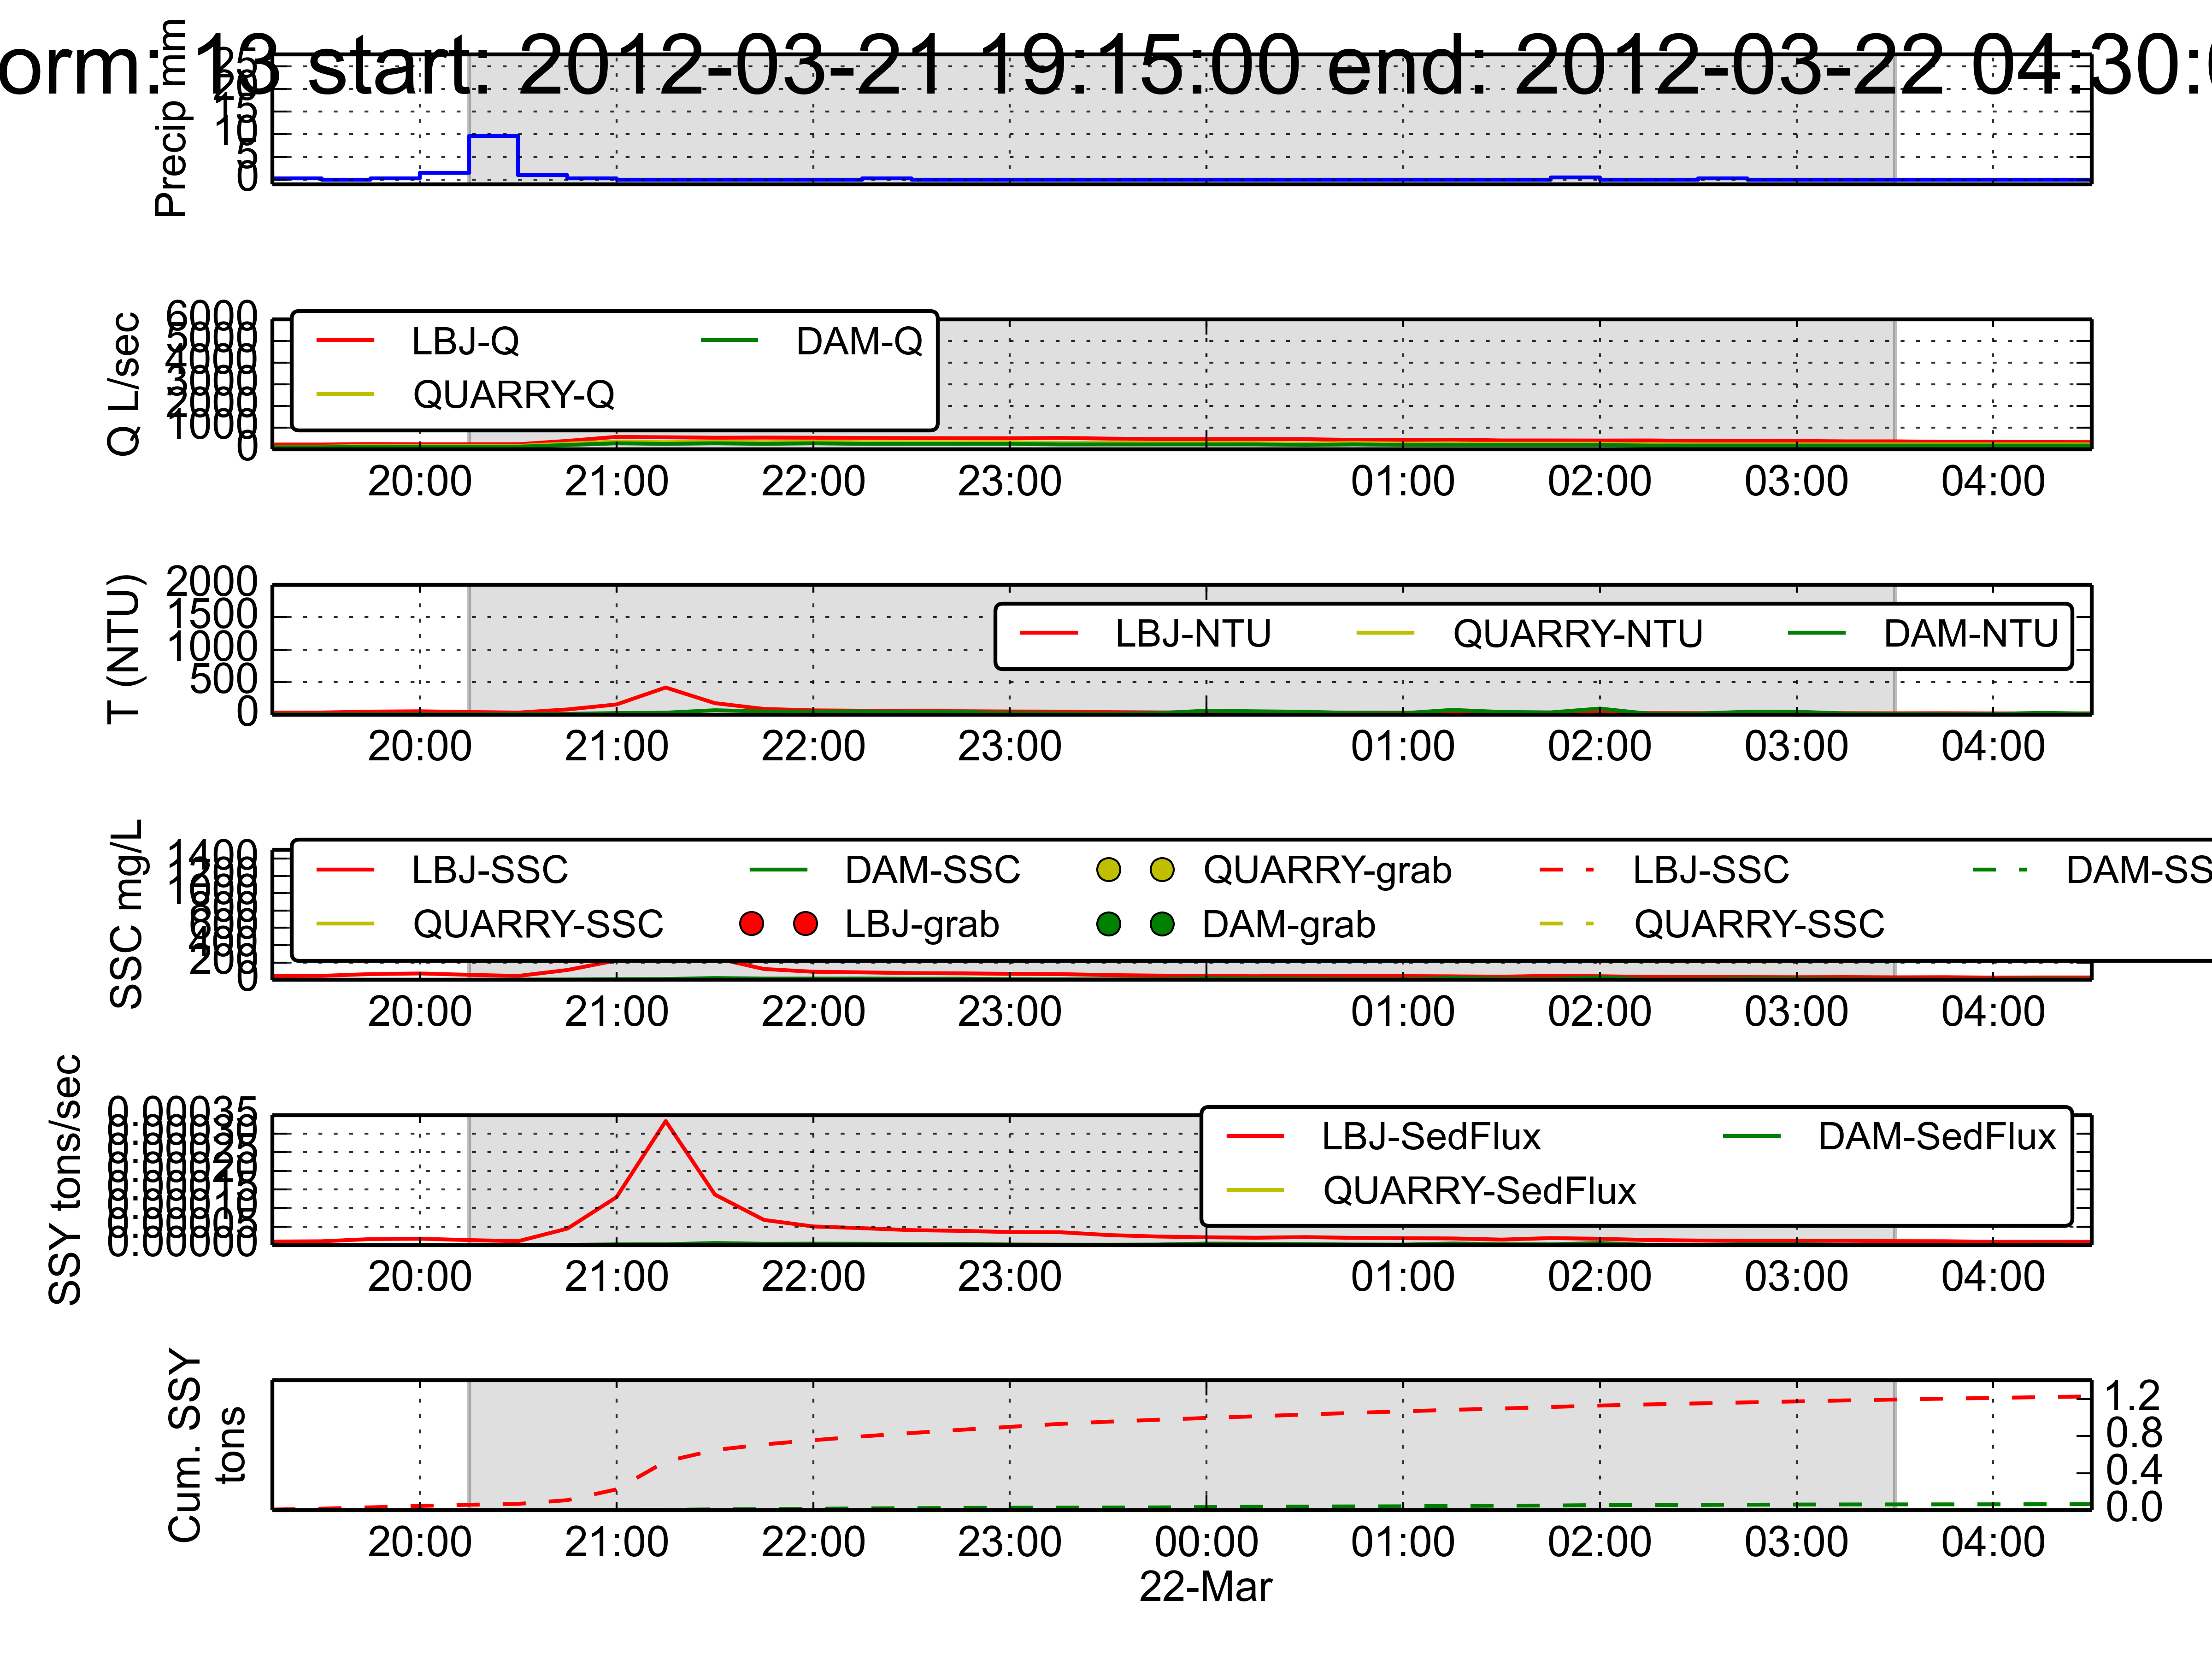 orm: 13 start: 2012-03-21 19:15:00 end: 2012-03-22 04:30:0
Precip mm
25
20
15
10
5
0
Q L/sec
6000
5000
4000
3000
2000
1000
0
LBJ-Q DAM-Q
QUARRY-Q
20:00 21:00 22:00 23:00 01:00 02:00 03:00 04:00
T (NTU)
2000
1500
1000
500
0
LBJ-NTU QUARRY-NTU DAM-NTU
20:00 21:00 22:00 23:00 01:00 02:00 03:00 04:00
SSC mg/L
1400
1200
1000
800
600
400
200
0
LBJ-SSC DAM-SSC QUARRY-grab LBJ-SSC DAM-SS
QUARRY-SSC LBJ-grab DAM-grab QUARRY-SSC
20:00 21:00 22:00 23:00 01:00 02:00 03:00 04:00
SSY tons/sec
0.00035
0.00030
0.00025
0.00020
0.00015
0.00010
0.00005
0.00000
LBJ-SedFlux DAM-SedFlux
QUARRY-SedFlux
20:00 21:00 22:00 23:00 01:00 02:00 03:00 04:00
Cum. SSY
tons
1.2
0.8
0.4
0.0
20:00 21:00 22:00 23:00 00:00 01:00 02:00 03:00 04:00
22-Mar